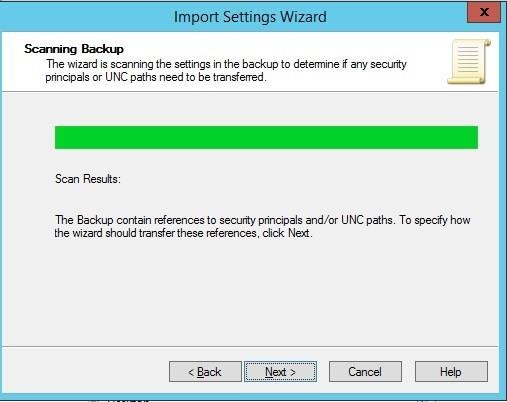 Import Settings Wizard
x
Scanning Backup
The wizard is scanning the settings in the backup to determine if any security
principals or UNC paths need to be transferred.
Scan Results:
The Backup contain references to security principals and/or UNC paths. To specify how
the wizard should transfer these references, click Next.
< Back Next > Cancel Help